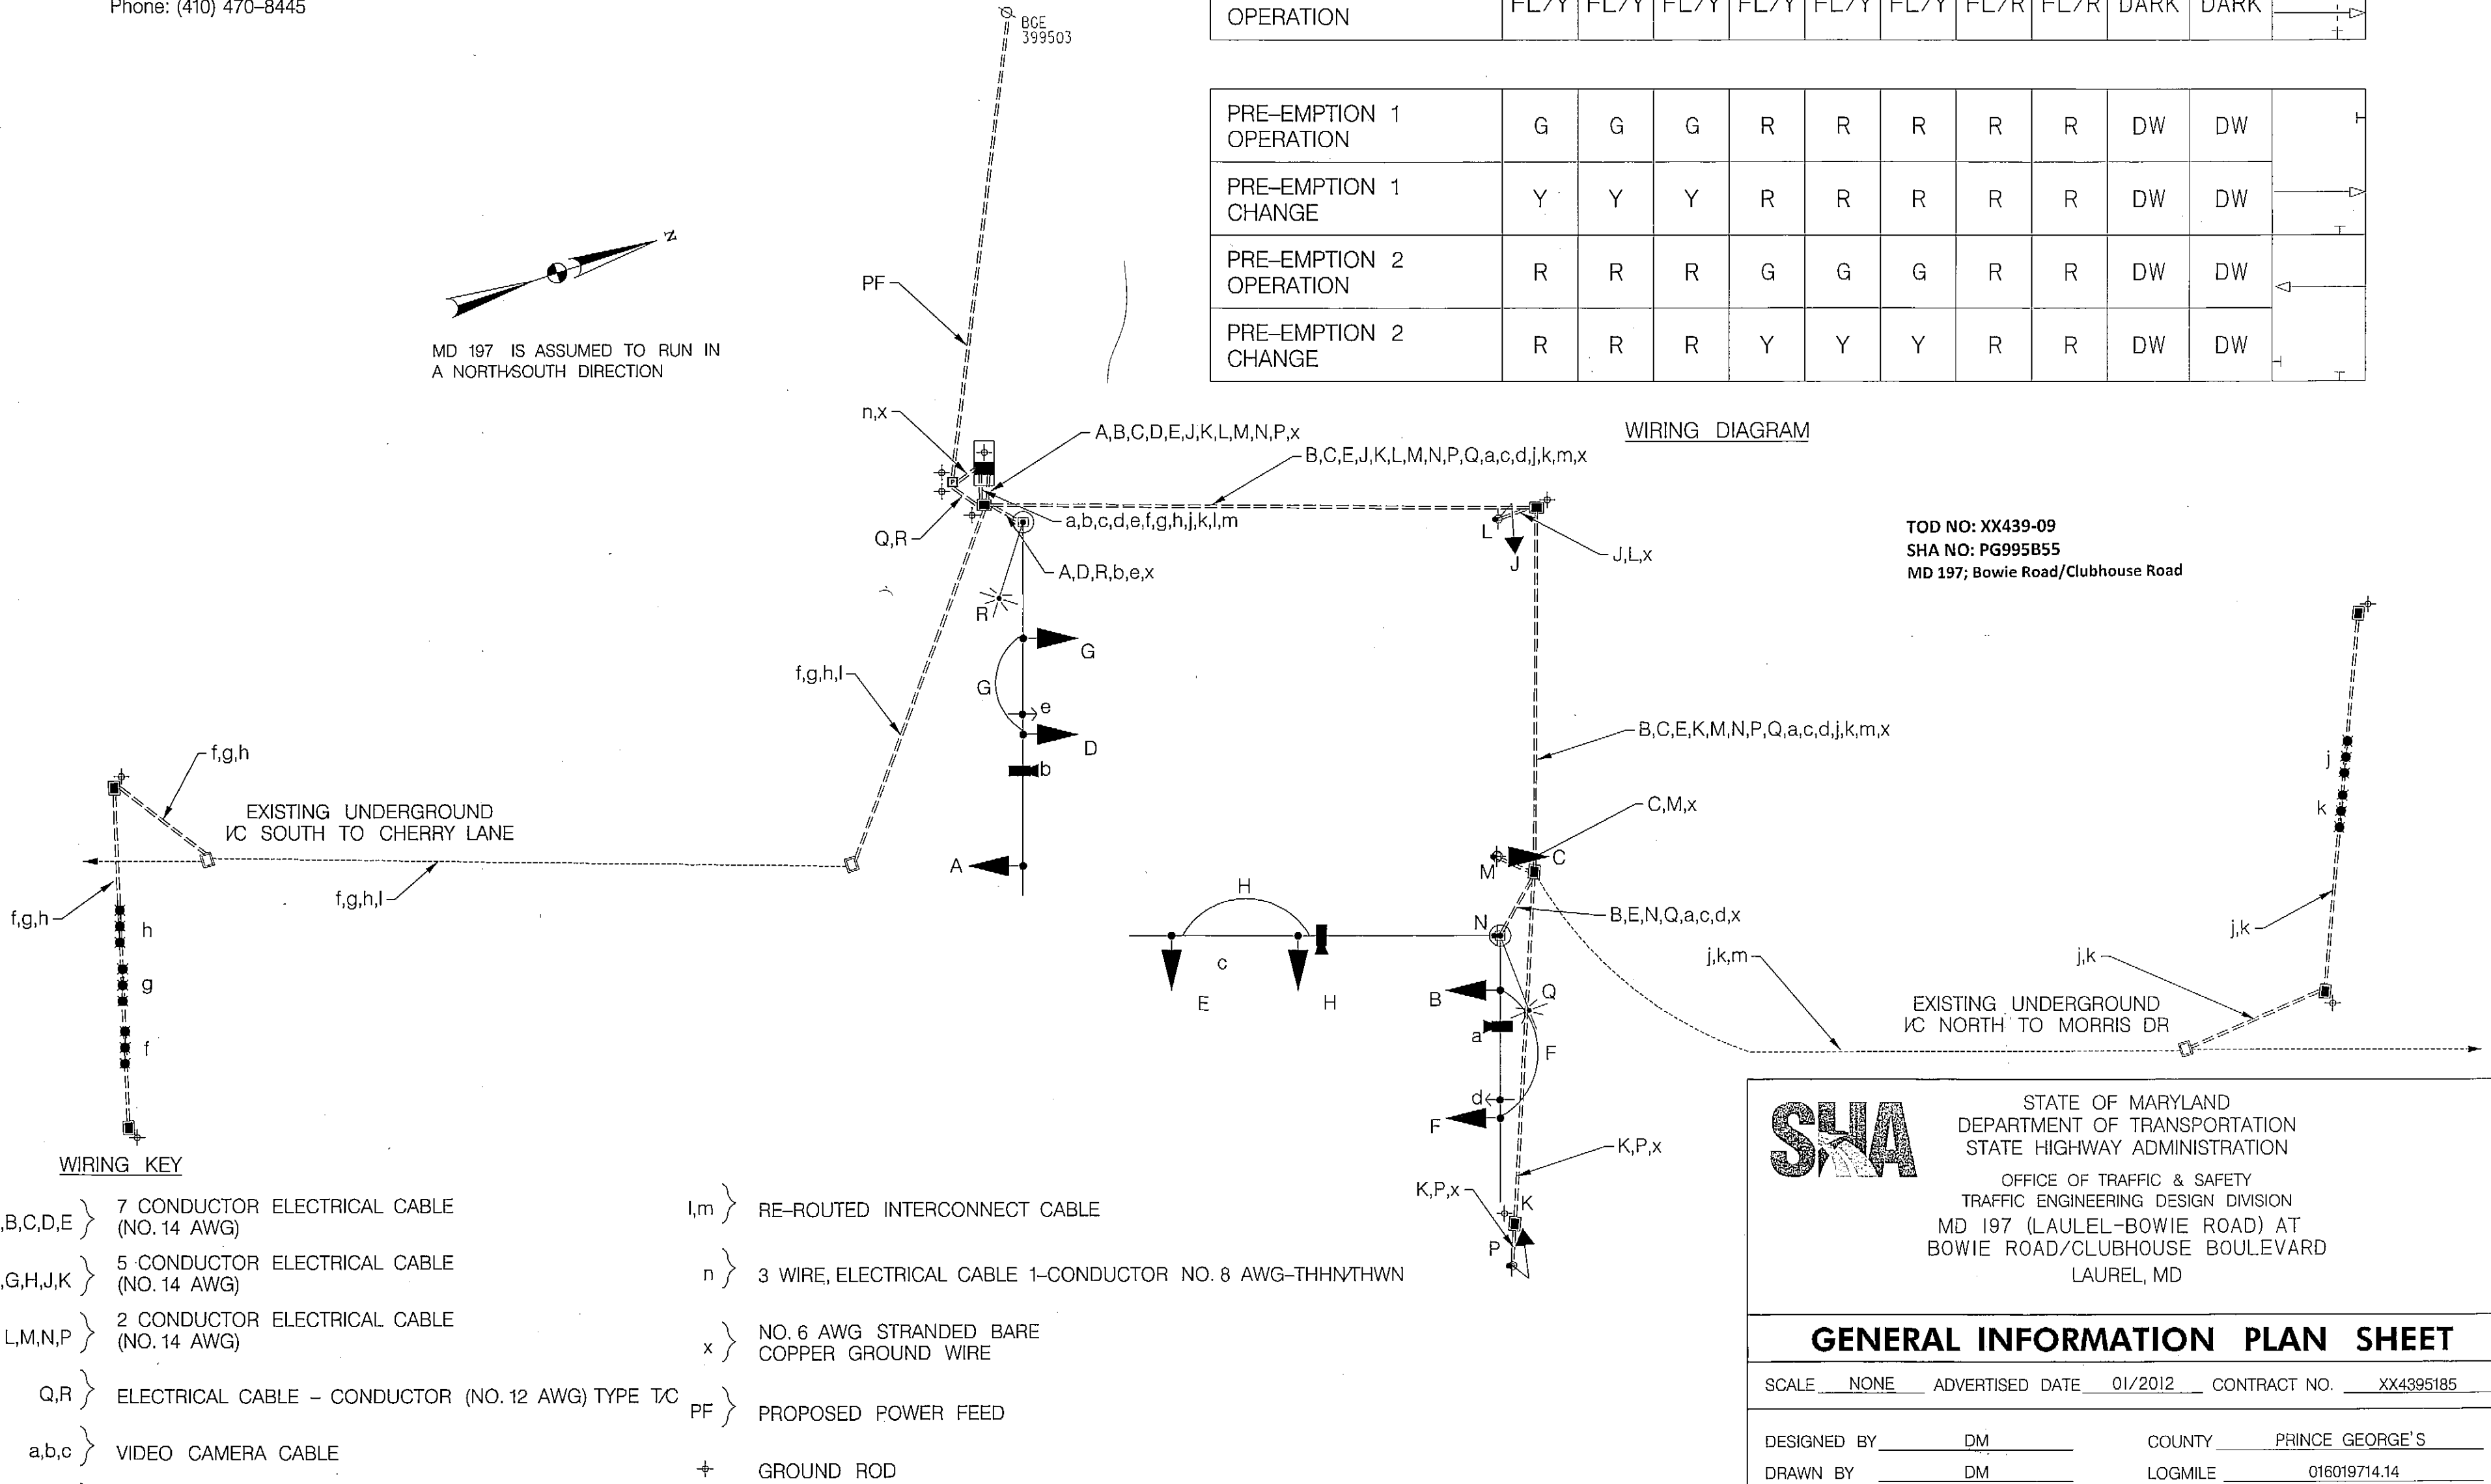 Phone: (410) 470–8445
BGE
399503
OPERATION FL/Y FL/Y FL/Y FL/Y FL/Y FL/Y FL/R FL/R DARK DARK
PRE–EMPTION 1
OPERATION G G G R R R R R DW DW
PRE–EMPTION 1
CHANGE Y Y Y R R R R R DW DW
PRE–EMPTION 2
OPERATION R R R G G G R R DW DW
PRE–EMPTION 2
CHANGE R R R Y Y Y R R DW DW
N
MD 197 IS ASSUMED TO RUN IN
A NORTH/SOUTH DIRECTION
PF
n,x
A,B,C,D,E,J,K,L,M,N,P,x
WIRING DIAGRAM
B,C,E,J,K,L,M,N,P,Q,a,c,d,j,k,m,x
P
a,b,c,d,e,f,g,h,j,k,l,m
Q,R
A,D,R,b,e,x
L
J
J,L,x
TOD NO: XX439-09
SHA NO: PG995B55
MD 197; Bowie Road/Clubhouse Road
R
G
G
e
D
b
A
f,g,h,l
f,g,h
EXISTING UNDERGROUND
I/C SOUTH TO CHERRY LANE
f,g,h,l
f,g,h
h
g
f
B,C,E,K,M,N,P,Q,a,c,d,j,k,m,x
C,M,x
C
M
B,E,N,Q,a,c,d,x
N
H
c
E
H
B
Q
a
F
d
F
j
k
j,k
j,k
j,k,m
EXISTING UNDERGROUND
I/C NORTH TO MORRIS DR
K,P,x
K,P,x
K
P
WIRING KEY
,B,C,D,E } 7 CONDUCTOR ELECTRICAL CABLE
(NO. 14 AWG)
,G,H,J,K } 5 CONDUCTOR ELECTRICAL CABLE
(NO. 14 AWG)
L,M,N,P } 2 CONDUCTOR ELECTRICAL CABLE
(NO. 14 AWG)
Q,R } ELECTRICAL CABLE – CONDUCTOR (NO. 12 AWG) TYPE T/C
a,b,c } VIDEO CAMERA CABLE
l,m } RE–ROUTED INTERCONNECT CABLE
n } 3 WIRE, ELECTRICAL CABLE 1–CONDUCTOR NO. 8 AWG–THHN/THWN
x } NO. 6 AWG STRANDED BARE
COPPER GROUND WIRE
PF } PROPOSED POWER FEED
GROUND ROD
SHA
STATE OF MARYLAND
DEPARTMENT OF TRANSPORTATION
STATE HIGHWAY ADMINISTRATION
OFFICE OF TRAFFIC & SAFETY
TRAFFIC ENGINEERING DESIGN DIVISION
MD 197 (LAULEL-BOWIE ROAD) AT
BOWIE ROAD/CLUBHOUSE BOULEVARD
LAUREL, MD
GENERAL INFORMATION PLAN SHEET
SCALE NONE ADVERTISED DATE 01/2012 CONTRACT NO. XX4395185
DESIGNED BY DM COUNTY PRINCE GEORGE'S
DRAWN BY DM LOGMILE 016019714.14